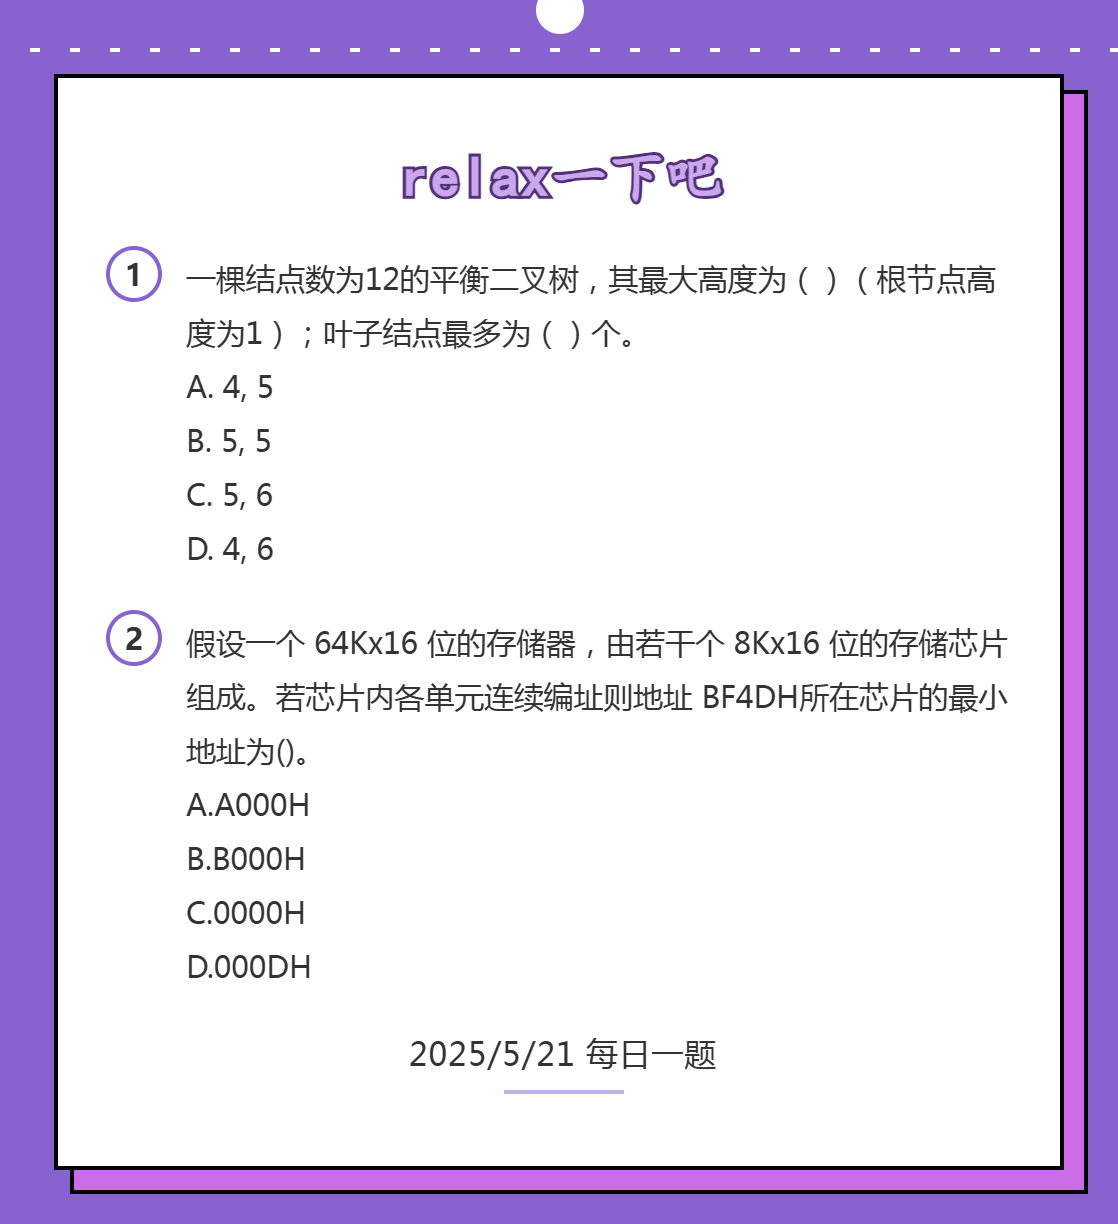 relax一下吧
1
一棵结点数为12的平衡二叉树，其最大高度为（ ）（根节点高
度为1）；叶子结点最多为（ ）个。
A. 4, 5
B. 5, 5
C. 5, 6
D. 4, 6
2
假设一个 64Kx16 位的存储器，由若干个 8Kx16 位的存储芯片
组成。若芯片内各单元连续编址则地址 BF4DH所在芯片的最小
地址为()。
A.A000H
B.B000H
C.0000H
D.000DH
2025/5/21 每日一题